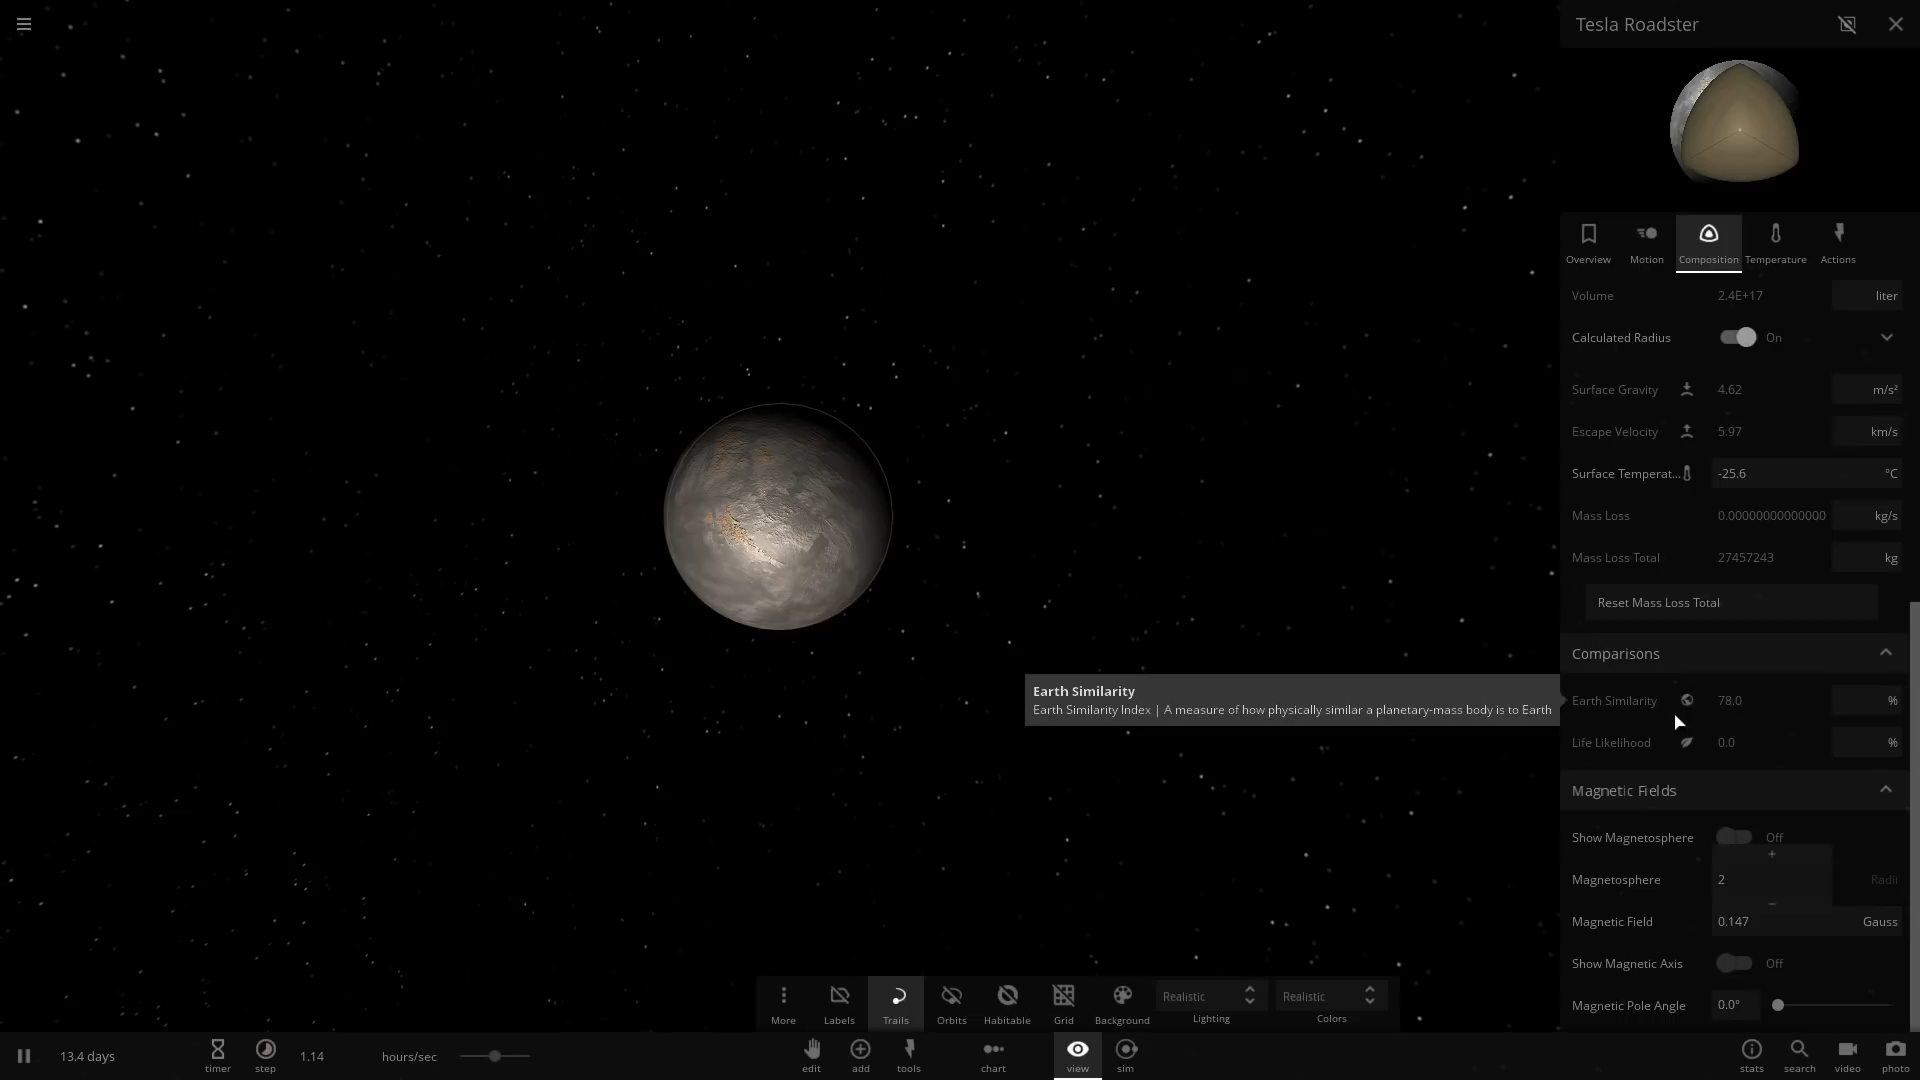 Tesla Roadster
Overview
Motion
Composition
Temperature
Actions
Volume 2.4E+17 liter
Calculated Radius On
Surface Gravity 4.62 m/s²
Escape Velocity 5.97 km/s
Surface Temperat... -25.6 °C
Mass Loss 0.00000000000000 kg/s
Mass Loss Total 27457243 kg
Reset Mass Loss Total
Comparisons
Earth Similarity
Earth Similarity Index | A measure of how physically similar a planetary-mass body is to Earth
Earth Similarity 78.0 %
Life Likelihood 0.0 %
Magnetic Fields
Show Magnetosphere Off
+
Magnetosphere 2 Radii
−
Magnetic Field 0.147 Gauss
Show Magnetic Axis Off
Magnetic Pole Angle 0.0°
More
Labels
Trails
Orbits
Habitable
Grid
Background
Realistic
Lighting
Realistic
Colors
13.4 days
timer
step
1.14 hours/sec
edit
add
tools
chart
view
sim
stats
search
video
photo